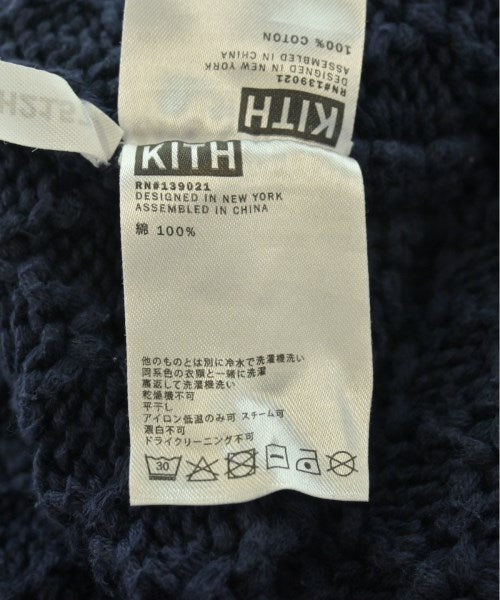 100% COTTON
ASSEMBLED IN CHINA
DESIGNED IN NEW YORK
RN#139021
KITH
KITH
RN#139021
DESIGNED IN NEW YORK
ASSEMBLED IN CHINA
綿 100%
他のものとは別に冷水で洗濯機洗い
同系色の衣類と一緒に洗濯
裏返して洗濯機洗い
乾燥機不可
平干し
アイロン低温のみ可 スチーム可
漂白不可
ドライクリーニング不可
30